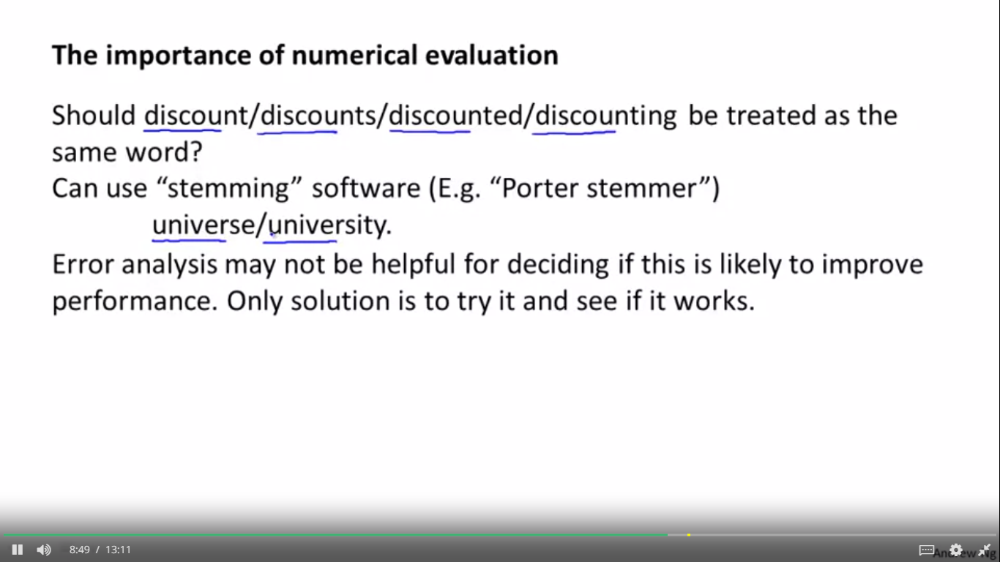 The importance of numerical evaluation
Should discount/discounts/discounted/discounting be treated as the
same word?
Can use “stemming” software (E.g. “Porter stemmer”)
universe/university.
Error analysis may not be helpful for deciding if this is likely to improve
performance. Only solution is to try it and see if it works.
8:49 / 13:11
Andrew Ng